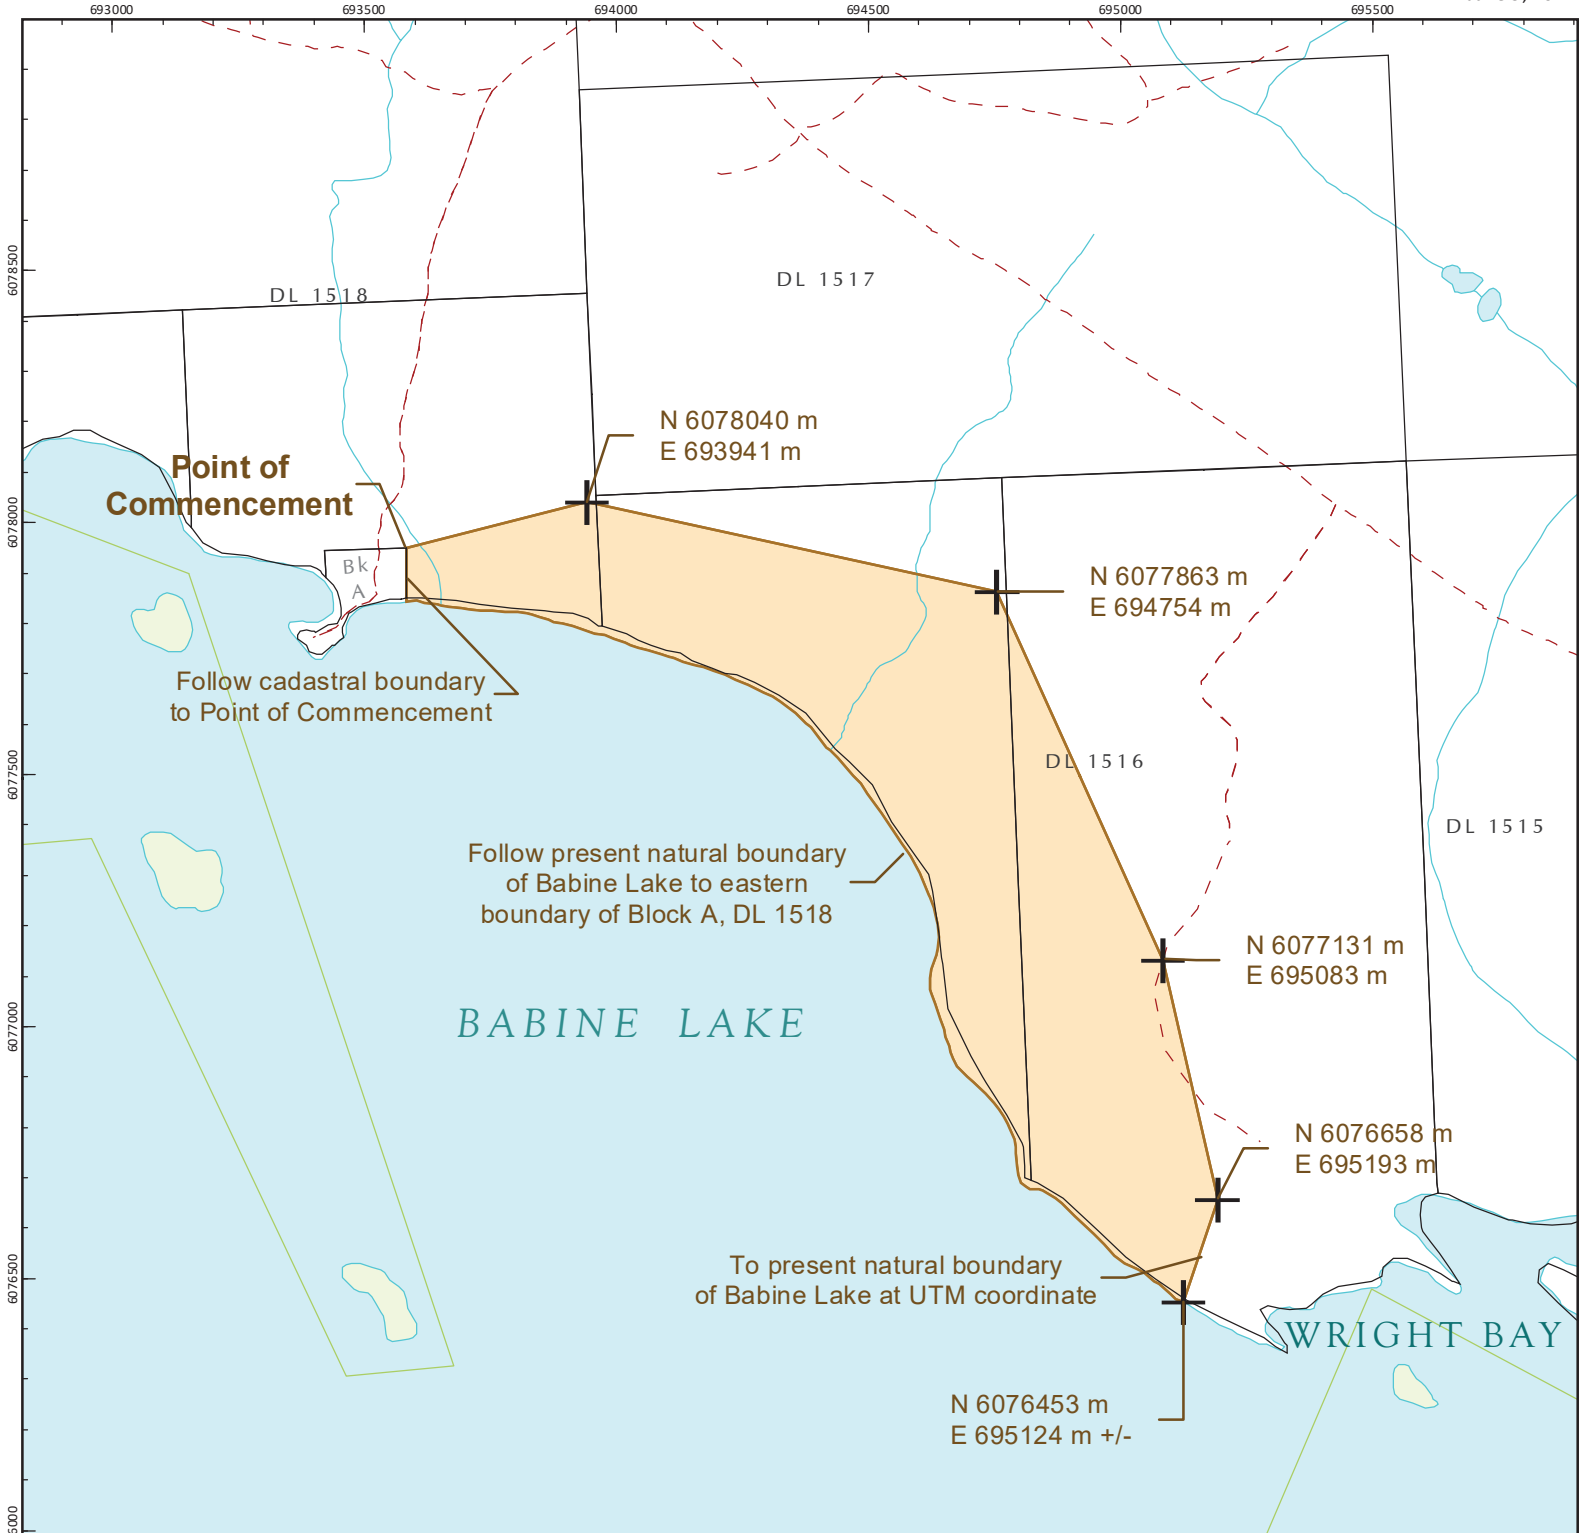 693000
693500
694000
694500
695000
695500
6078500
6078000
6077500
6077000
6076500
DL 1518
DL 1517
N 6078040 m
E 693941 m
Point of
Commencement
Bk
A
N 6077863 m
E 694754 m
Follow cadastral boundary
to Point of Commencement
DL 1516
DL 1515
Follow present natural boundary
of Babine Lake to eastern
boundary of Block A, DL 1518
N 6077131 m
E 695083 m
BABINE LAKE
N 6076658 m
E 695193 m
To present natural boundary
of Babine Lake at UTM coordinate
WRIGHT BAY
N 6076453 m
E 695124 m +/-